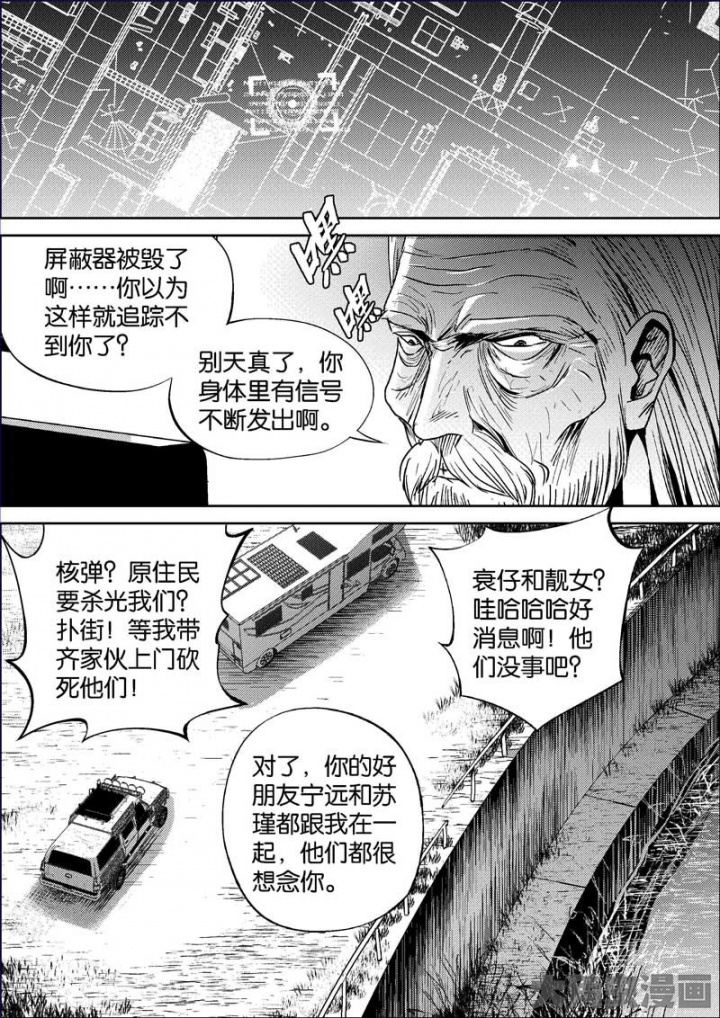 嘿
嘿
屏蔽器被毁了
啊……你以为
这样就追踪不
到你了？
别天真了，你
身体里有信号
不断发出啊。
核弹？原住民
要杀光我们？
扑街！等我带
齐家伙上门砍
死他们！
衰仔和靓女？
哇哈哈哈好
消息啊！他
们没事吧？
对了，你的好
朋友宁远和苏
瑾都跟我在一
起，他们都很
想念你。
漫画